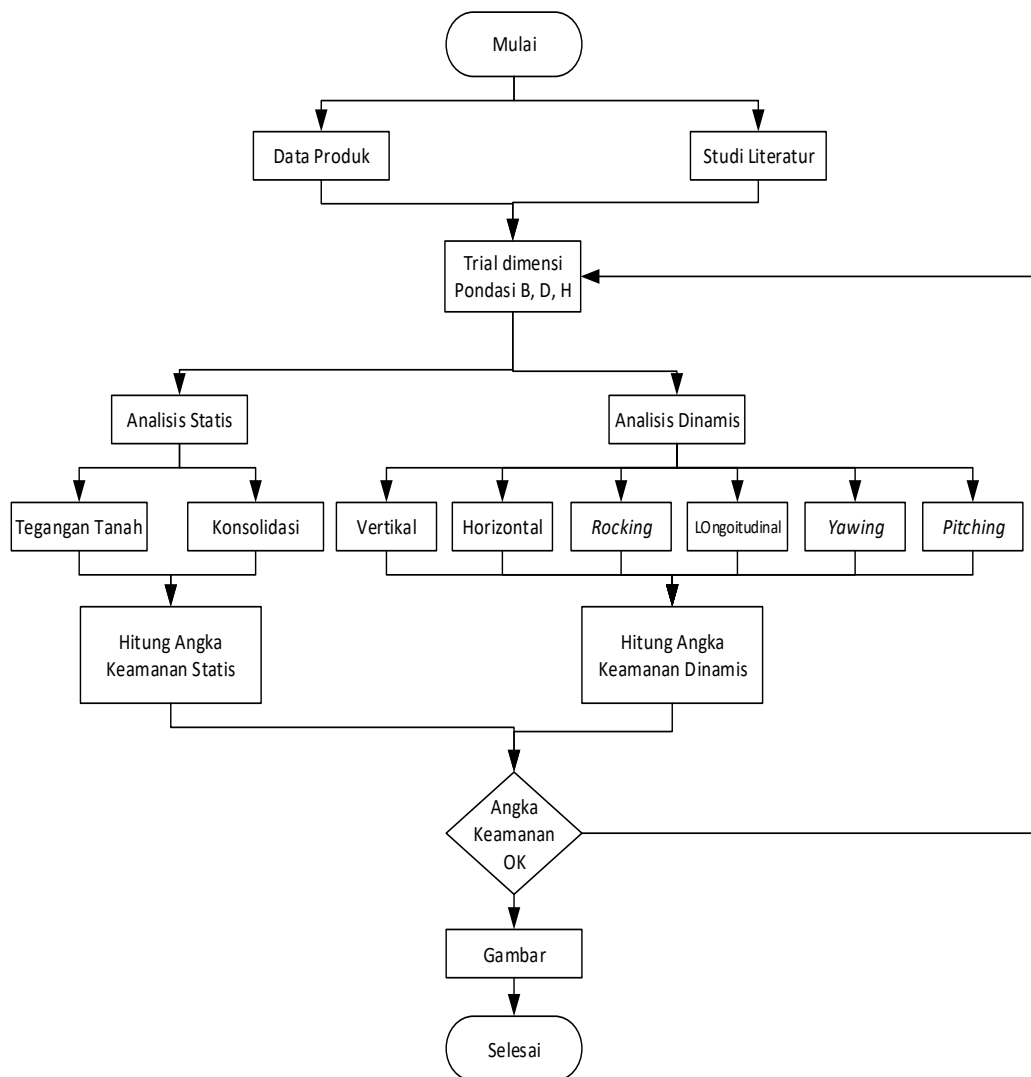 Mulai
Data Produk
Studi Literatur
Trial dimensi
Pondasi B, D, H
Analisis Statis
Analisis Dinamis
Tegangan Tanah
Konsolidasi
Vertikal
Horizontal
Rocking
LOngoitudinal
Yawing
Pitching
Hitung Angka
Keamanan Statis
Hitung Angka
Keamanan Dinamis
Angka
Keamanan
OK
Gambar
Selesai